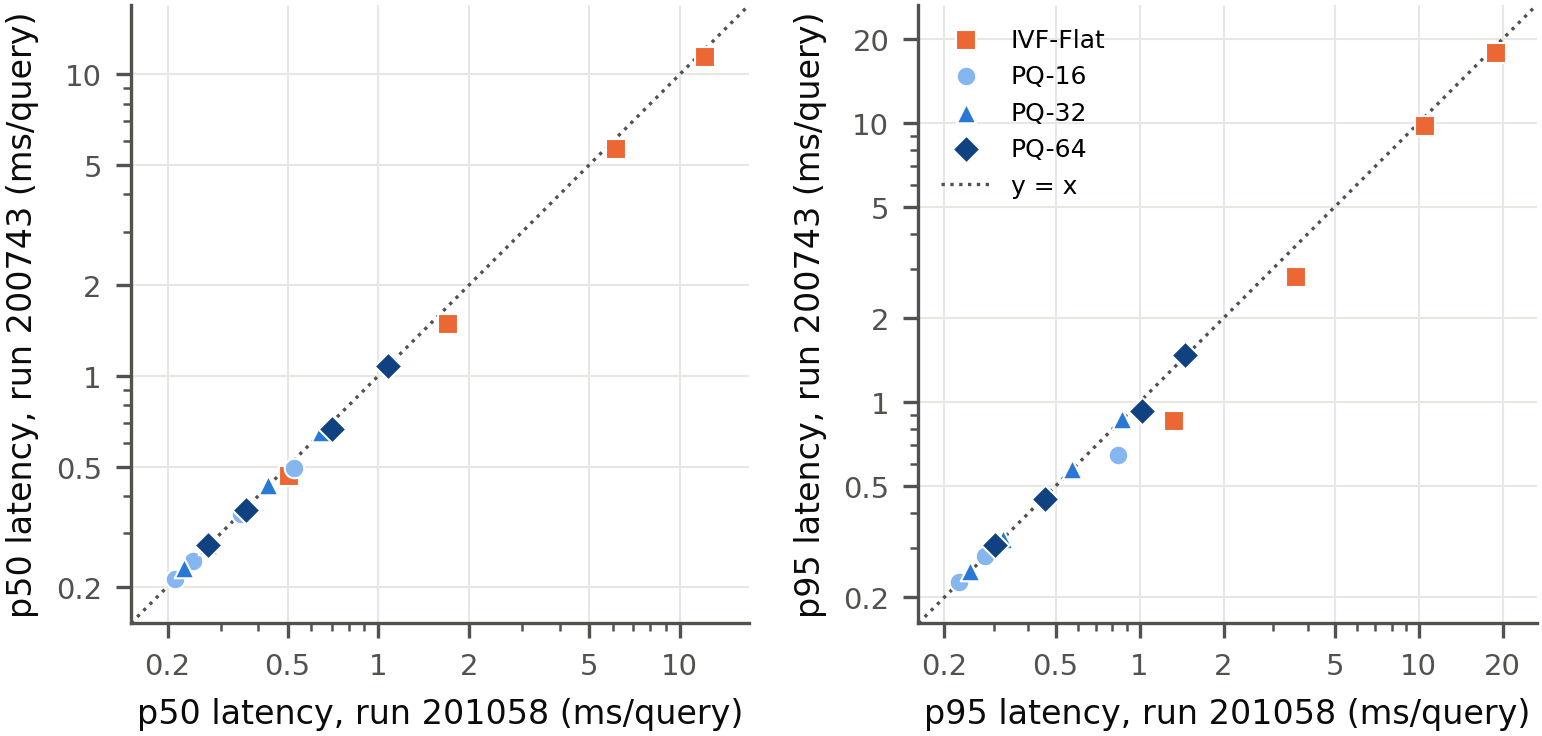 p50 latency, run 200743 (ms/query)
10
5
2
1
0.5
0.2
0.2 0.5 1 2 5 10
p50 latency, run 201058 (ms/query)
p95 latency, run 200743 (ms/query)
20
10
5
2
1
0.5
0.2
IVF-Flat
PQ-16
PQ-32
PQ-64
y = x
0.2 0.5 1 2 5 10 20
p95 latency, run 201058 (ms/query)